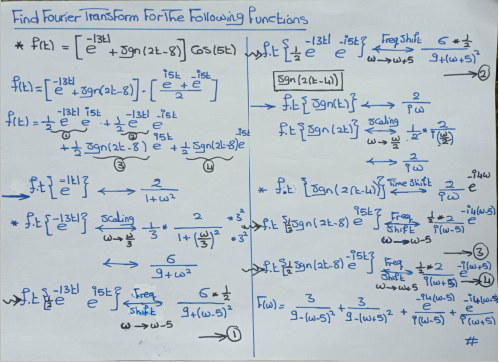 Find Fourier Transform For The Following Functions
* f(t) = [e^{-|3t|} + sgn(2t-8)] Cos(5t)
f(t) = [e^{-|3t|} + sgn(2t-8)] · [(e^{i5t} + e^{-i5t})/2]
f(t) = 1/2 e^{-|3t|} e^{i5t} + 1/2 e^{-|3t|} e^{-i5t}
① ②
+ 1/2 sgn(2t-8) e^{i5t} + 1/2 sgn(2t-8) e^{-i5t}
③ ④
→ f.t{e^{-|t|}} ↔ 2/(1+ω²)
* f.t{e^{-|3t|}} ↔ Scaling ω→ω/3 1/3 * 2/(1+(ω/3)²) *3² *3²
↔ 6/(9+ω²)
f.t{1/2 e^{-|3t|} e^{i5t}} ↔ Freq Shift ω→ω-5 6*1/2 / (9+(ω-5)²)
①
f.t{1/2 e^{-|3t|} e^{-i5t}} ↔ Freq Shift ω→ω+5 6*1/2 / (9+(ω+5)²)
②
sgn(2(t-4))
→ f.t{sgn(t)} ↔ 2/iω
f.t{sgn(2t)} ↔ Scaling ω→ω/2 1/2 * 2/(i(ω/2))
↔ 2/iω
* f.t{sgn(2(t-4))} ↔ Time Shift 2/iω e^{-i4ω}
f.t{1/2 sgn(2t-8) e^{i5t}} ↔ Freq Shift ω→ω-5 1/2*2/(i(ω-5)) e^{-i4(ω-5)}
③
f.t{1/2 sgn(2t-8) e^{-i5t}} ↔ Freq Shift ω→ω+5 1/2*2/(i(ω+5)) e^{-i4(ω+5)}
④
F(ω) = 3/(9-(ω-5)²) + 3/(9-(ω+5)²) + e^{-i4(ω-5)}/(i(ω-5)) +
#